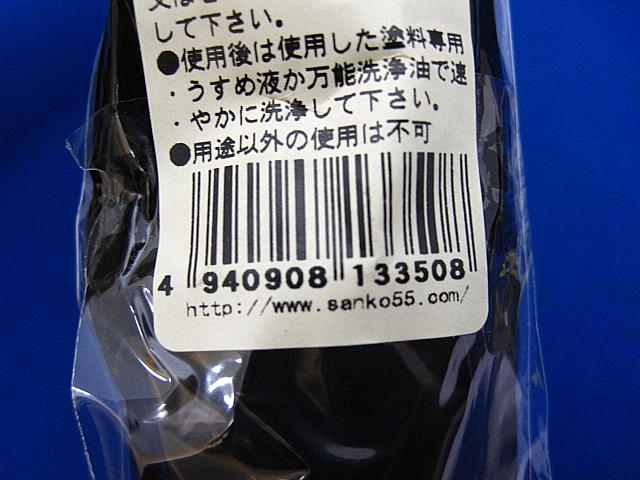 して下さい。
●使用後は使用した塗料専用
・うすめ液か万能洗浄油で速
・やかに洗浄して下さい。
●用途以外の使用は不可
4 940908 133508
http://www.sanko55.com/